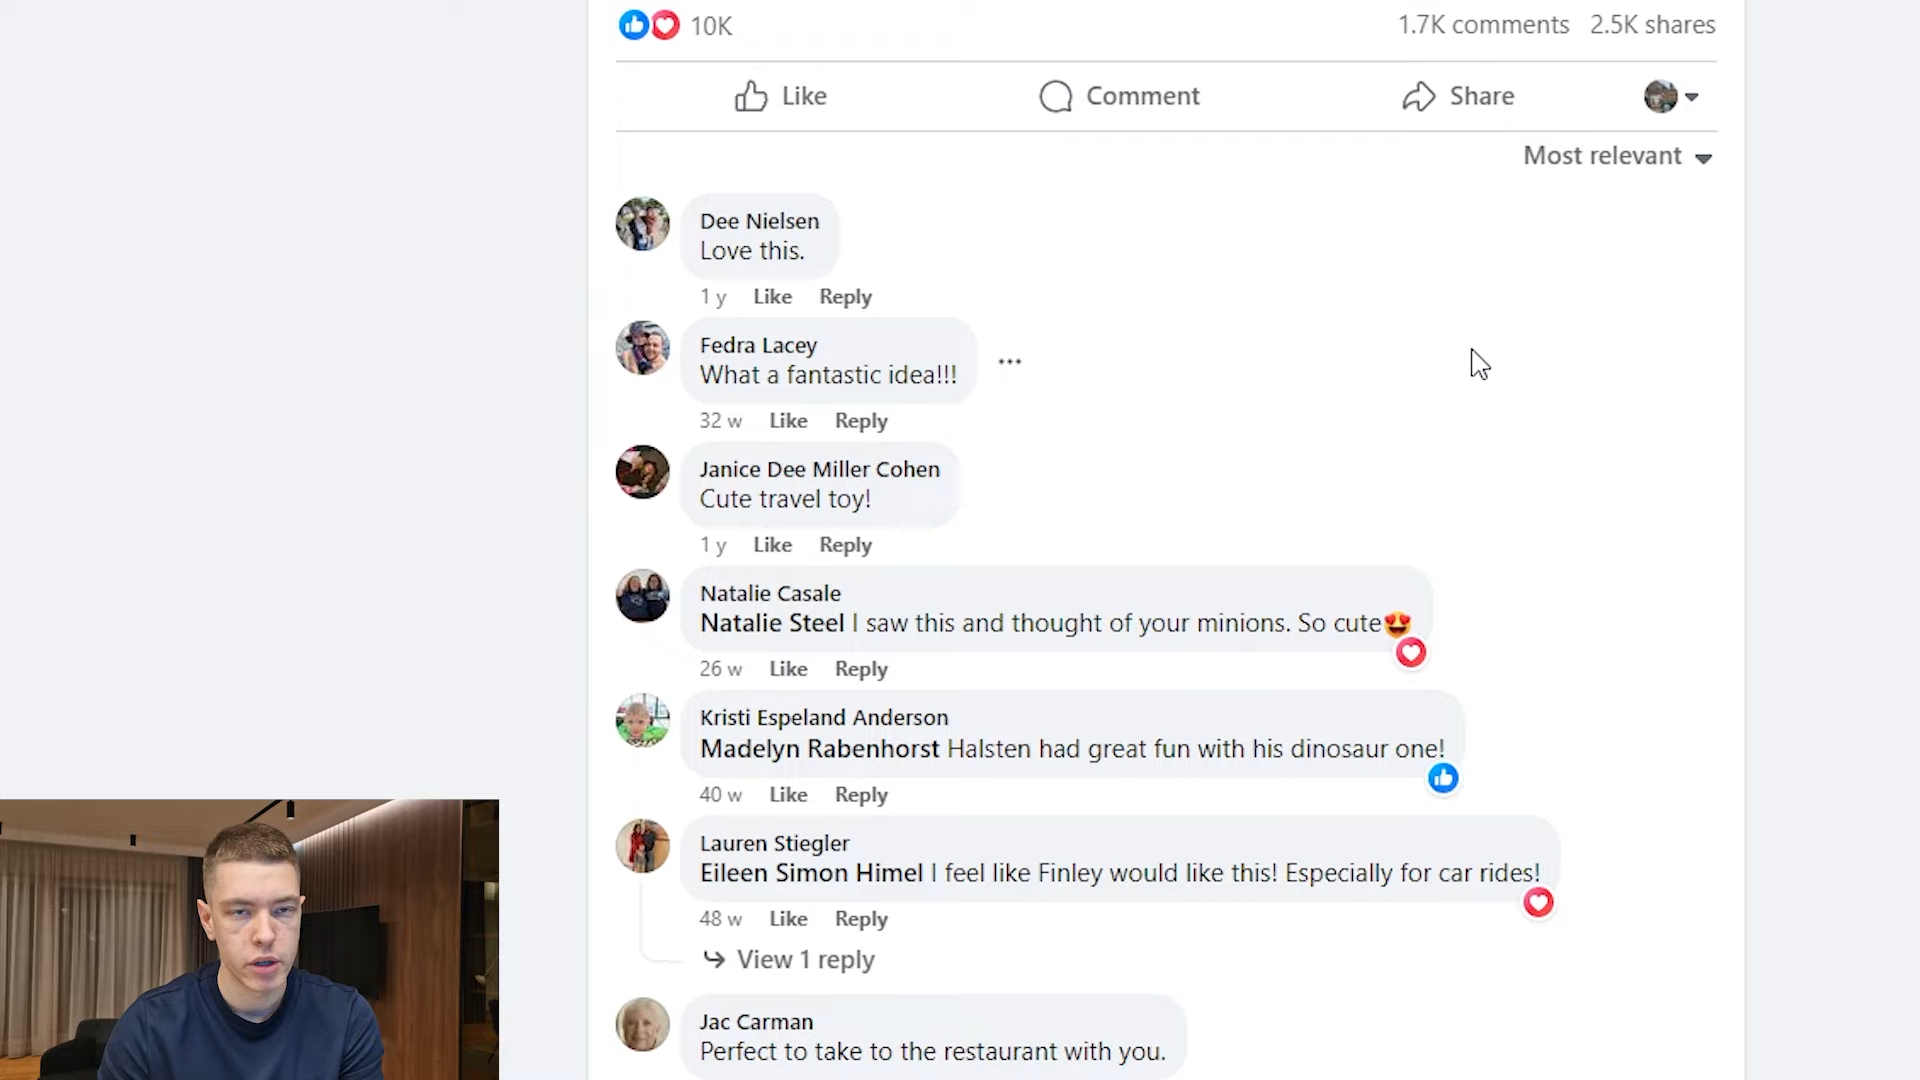 10K
1.7K comments 2.5K shares
Like Comment Share
Most relevant
Dee Nielsen
Love this.
1 y Like Reply
Fedra Lacey
What a fantastic idea!!!
32 w Like Reply
Janice Dee Miller Cohen
Cute travel toy!
1 y Like Reply
Natalie Casale
Natalie Steel I saw this and thought of your minions. So cute😍
26 w Like Reply
Kristi Espeland Anderson
Madelyn Rabenhorst Halsten had great fun with his dinosaur one!
40 w Like Reply
Lauren Stiegler
Eileen Simon Himel I feel like Finley would like this! Especially for car rides!
48 w Like Reply
View 1 reply
Jac Carman
Perfect to take to the restaurant with you.